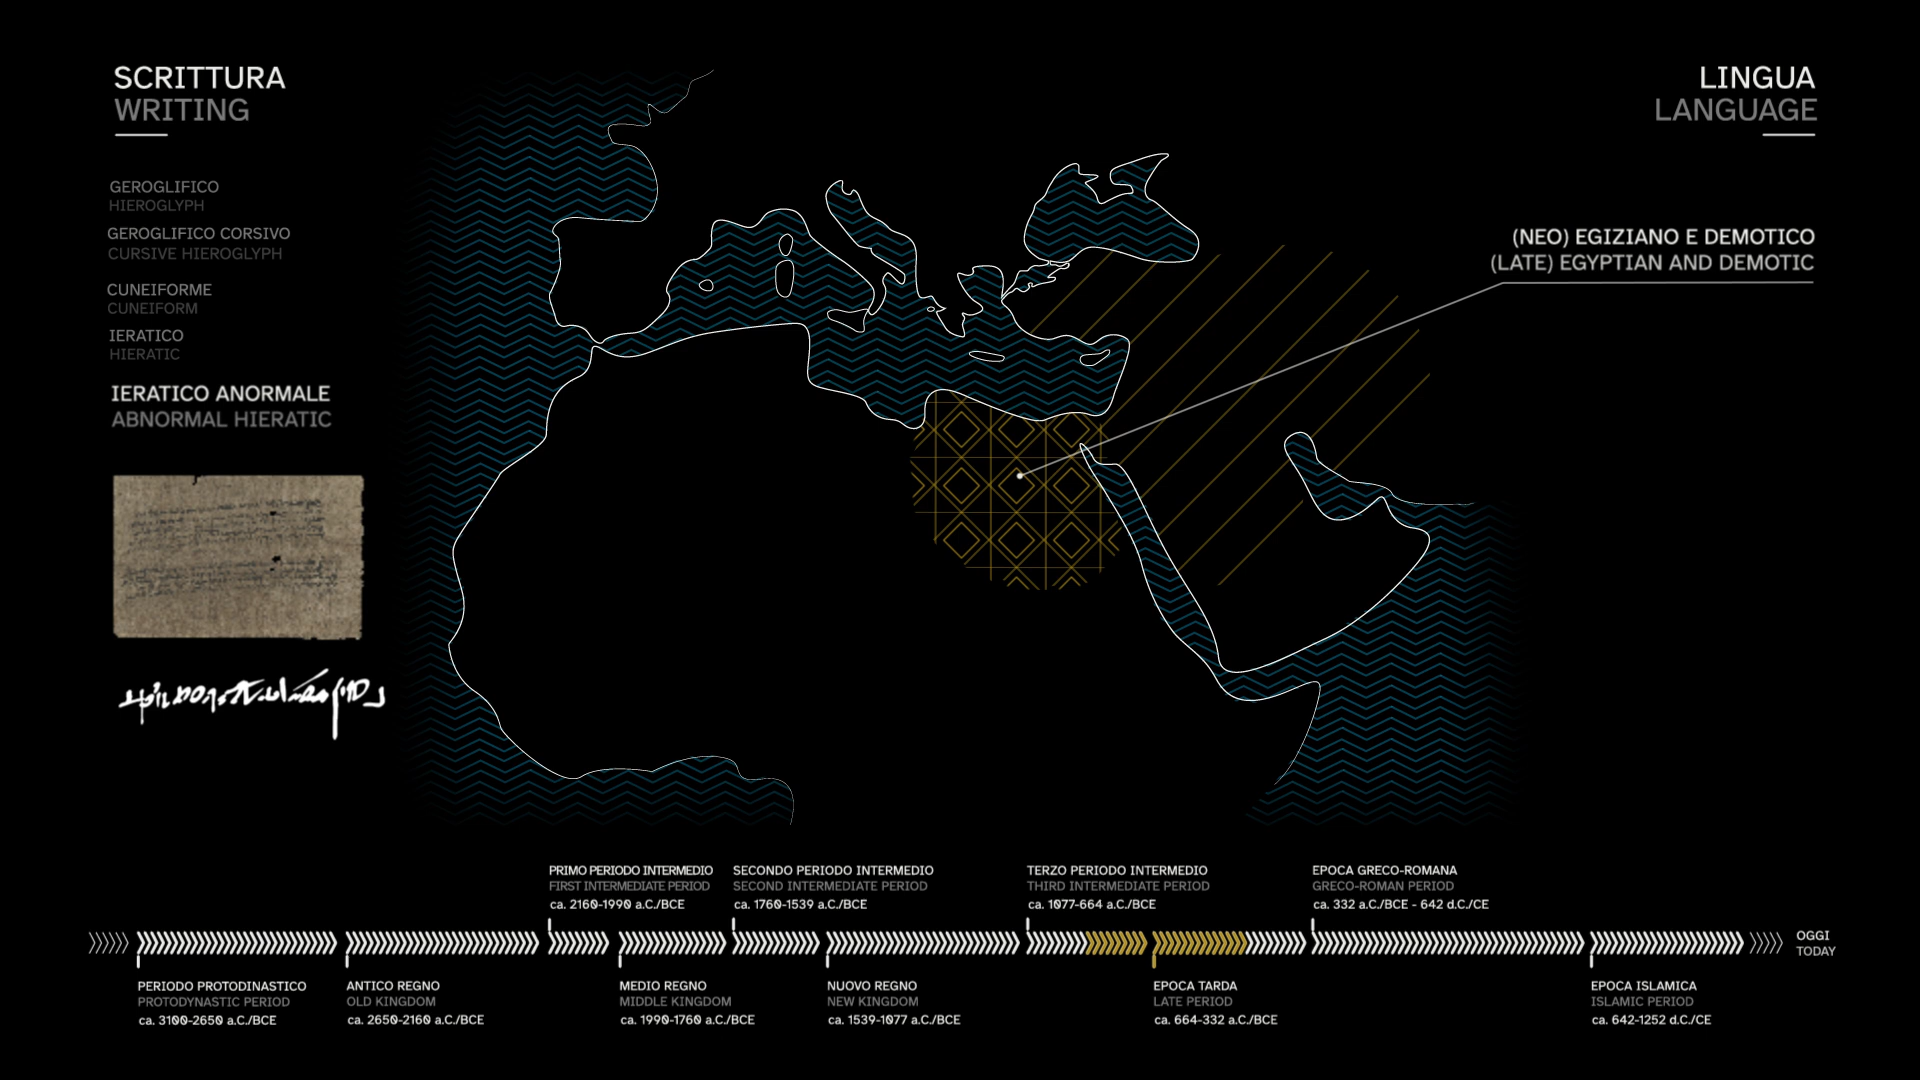 SCRITTURA
WRITING
GEROGLIFICO
HIEROGLYPH
GEROGLIFICO CORSIVO
CURSIVE HIEROGLYPH
CUNEIFORME
CUNEIFORM
IERATICO
HIERATIC
IERATICO ANORMALE
ABNORMAL HIERATIC
LINGUA
LANGUAGE
(NEO) EGIZIANO E DEMOTICO
(LATE) EGYPTIAN AND DEMOTIC
PRIMO PERIODO INTERMEDIO
FIRST INTERMEDIATE PERIOD
ca. 2160-1990 a.C./BCE
SECONDO PERIODO INTERMEDIO
SECOND INTERMEDIATE PERIOD
ca. 1760-1539 a.C./BCE
TERZO PERIODO INTERMEDIO
THIRD INTERMEDIATE PERIOD
ca. 1077-664 a.C./BCE
EPOCA GRECO-ROMANA
GRECO-ROMAN PERIOD
ca. 332 a.C./BCE - 642 d.C./CE
OGGI
TODAY
PERIODO PROTODINASTICO
PROTODYNASTIC PERIOD
ca. 3100-2650 a.C./BCE
ANTICO REGNO
OLD KINGDOM
ca. 2650-2160 a.C./BCE
MEDIO REGNO
MIDDLE KINGDOM
ca. 1990-1760 a.C./BCE
NUOVO REGNO
NEW KINGDOM
ca. 1539-1077 a.C./BCE
EPOCA TARDA
LATE PERIOD
ca. 664-332 a.C./BCE
EPOCA ISLAMICA
ISLAMIC PERIOD
ca. 642-1252 d.C./CE